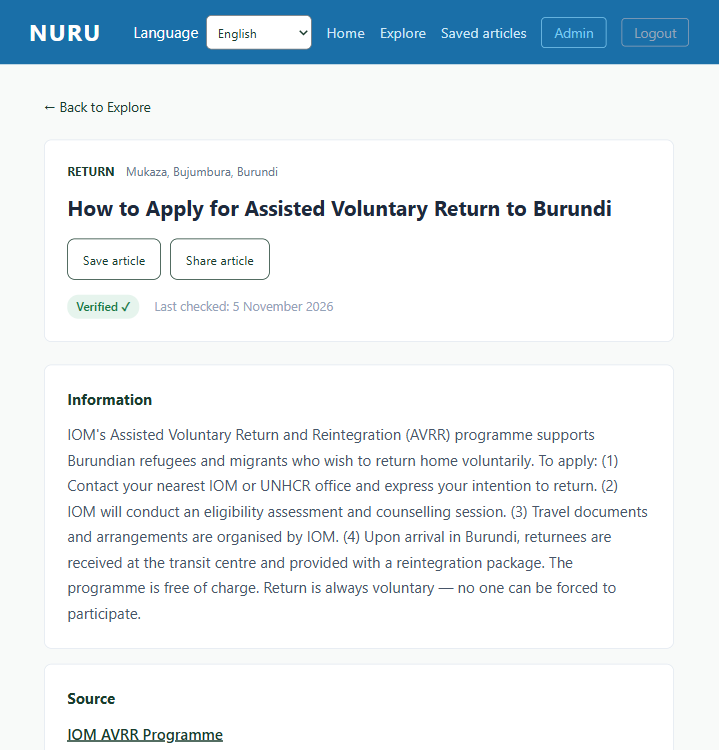 NURU Language English Home Explore Saved articles Admin Logout
← Back to Explore
RETURN Mukaza, Bujumbura, Burundi
How to Apply for Assisted Voluntary Return to Burundi
Save article Share article
Verified ✓ Last checked: 5 November 2026
Information
IOM's Assisted Voluntary Return and Reintegration (AVRR) programme supports
Burundian refugees and migrants who wish to return home voluntarily. To apply: (1)
Contact your nearest IOM or UNHCR office and express your intention to return. (2)
IOM will conduct an eligibility assessment and counselling session. (3) Travel documents
and arrangements are organised by IOM. (4) Upon arrival in Burundi, returnees are
received at the transit centre and provided with a reintegration package. The
programme is free of charge. Return is always voluntary — no one can be forced to
participate.
Source
IOM AVRR Programme